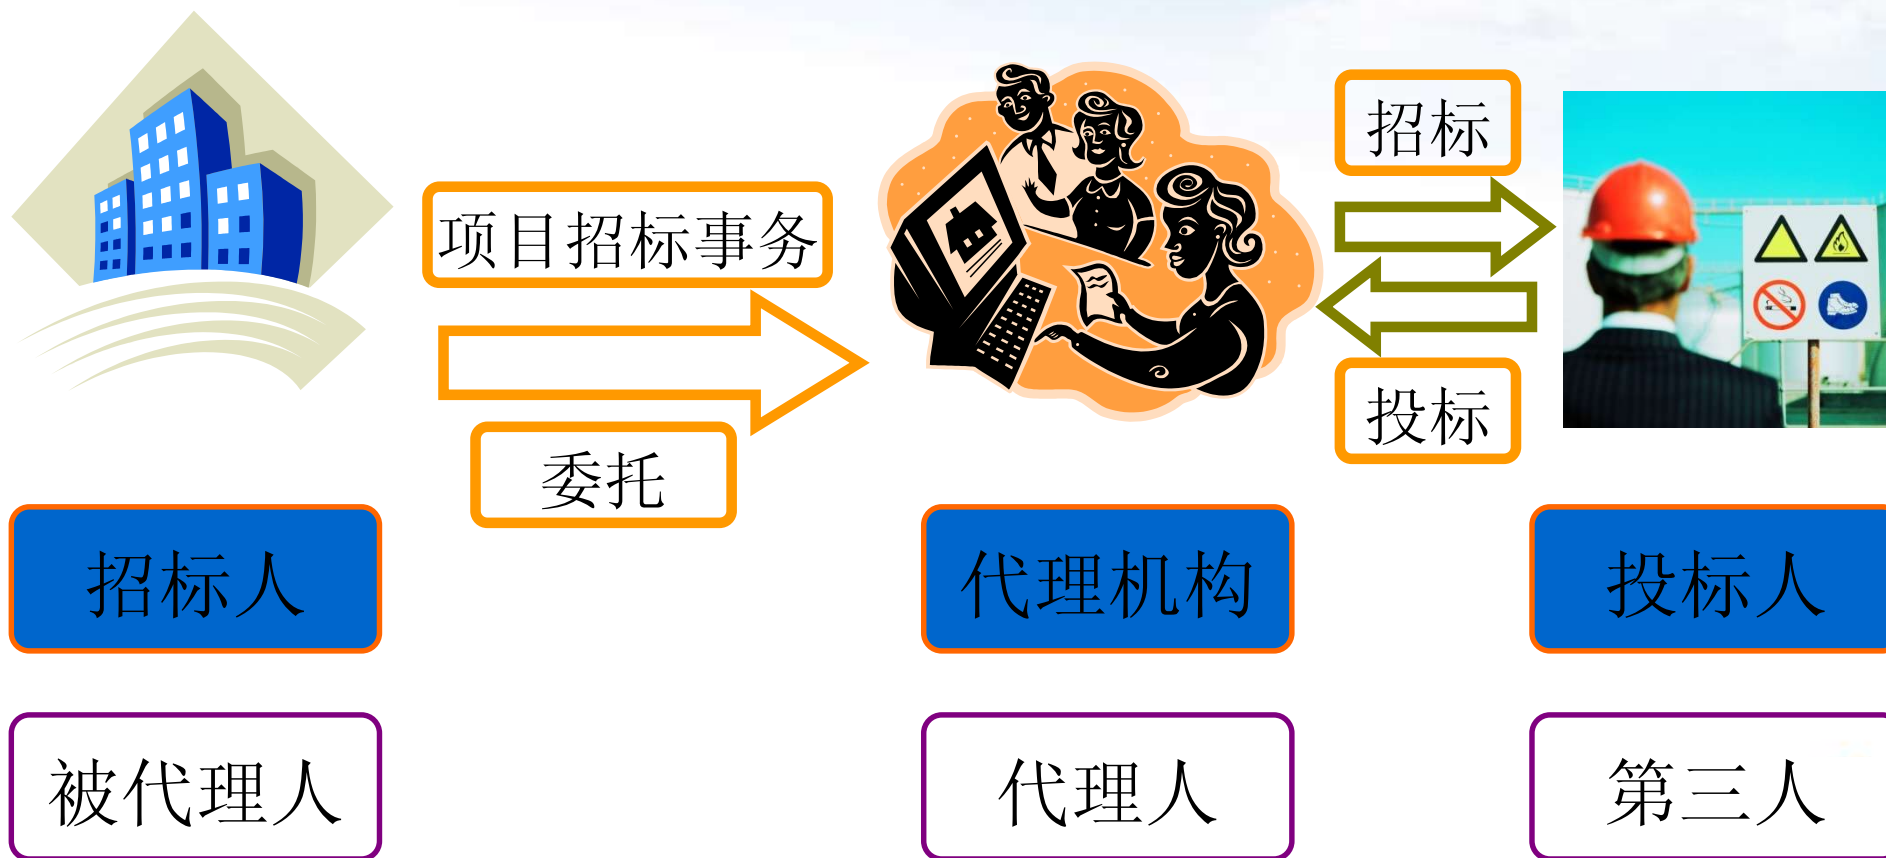 招标
项目招标事务
投标
委托
招标人
代理机构
投标人
被代理人
代理人
第三人